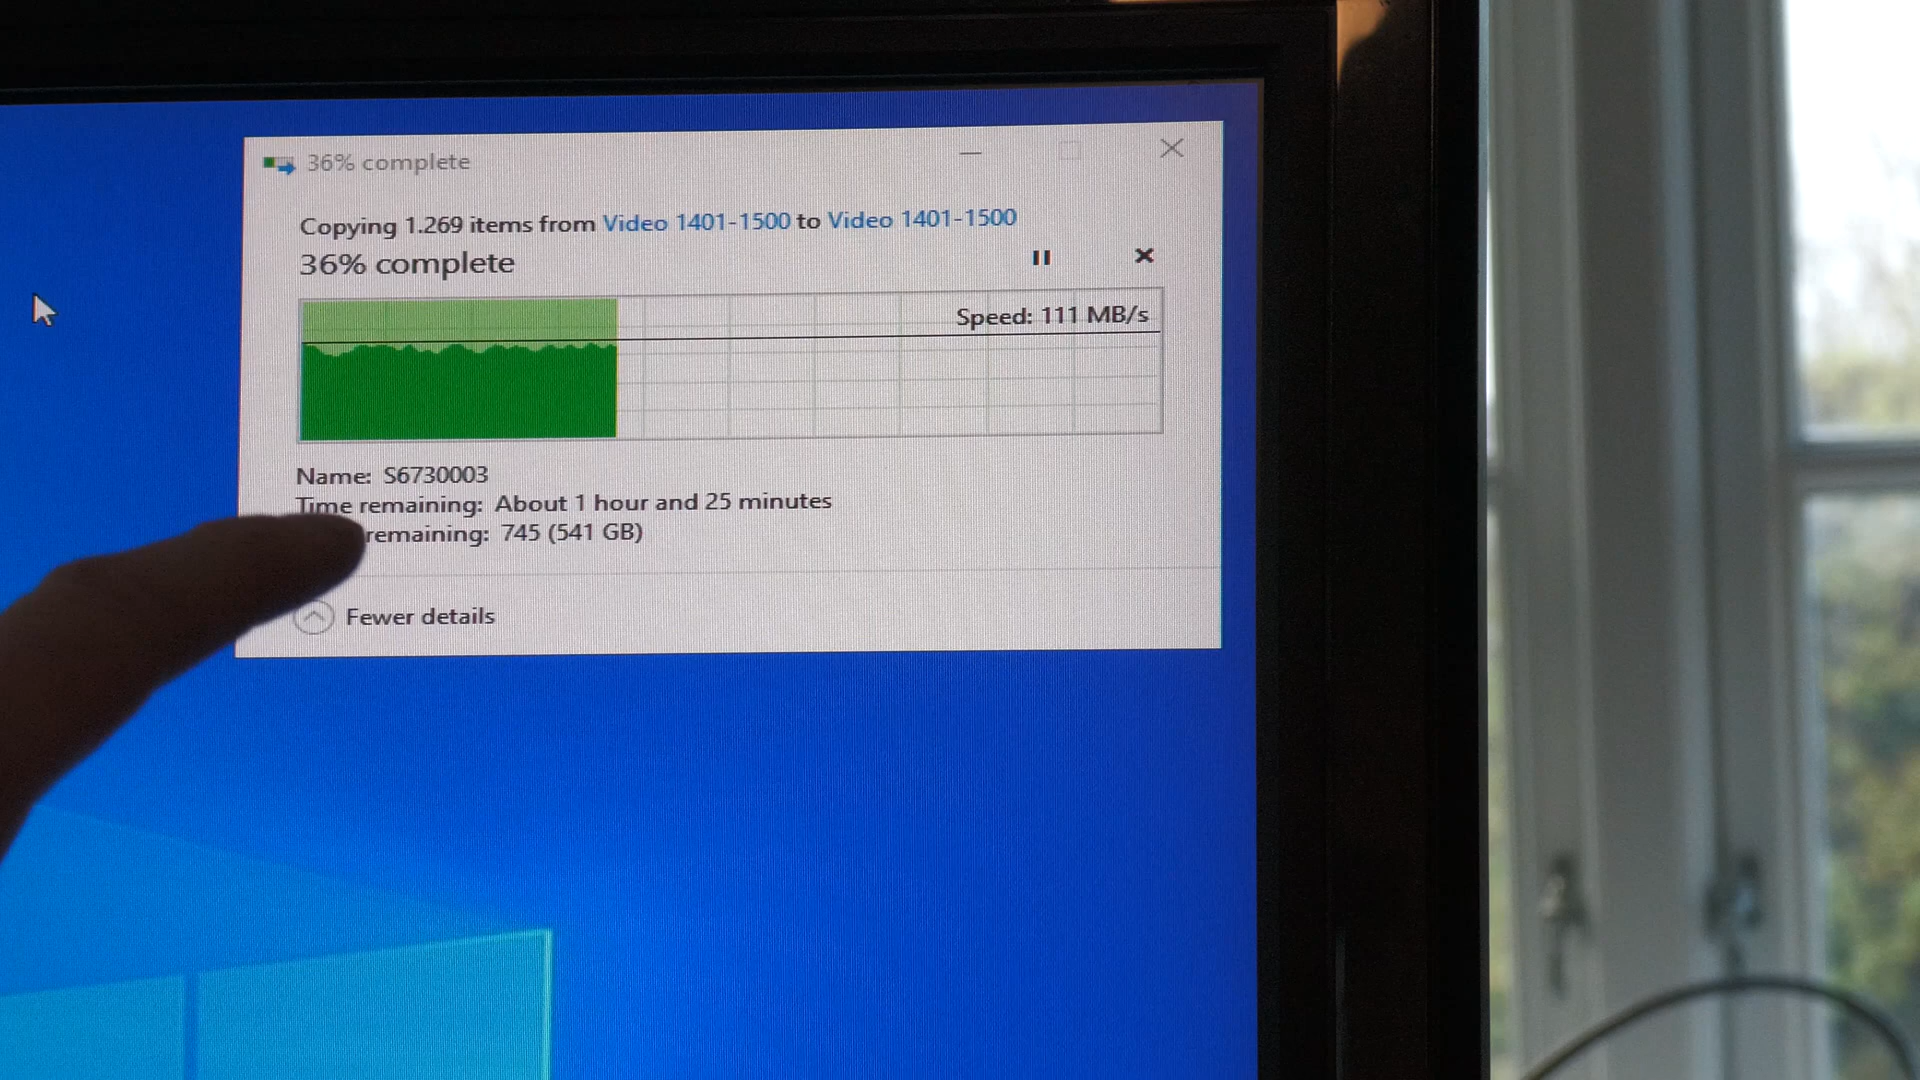 36% complete
Copying 1.269 items from Video 1401-1500 to Video 1401-1500
36% complete
Speed: 111 MB/s
Name: S6730003
Time remaining: About 1 hour and 25 minutes
remaining: 745 (541 GB)
Fewer details